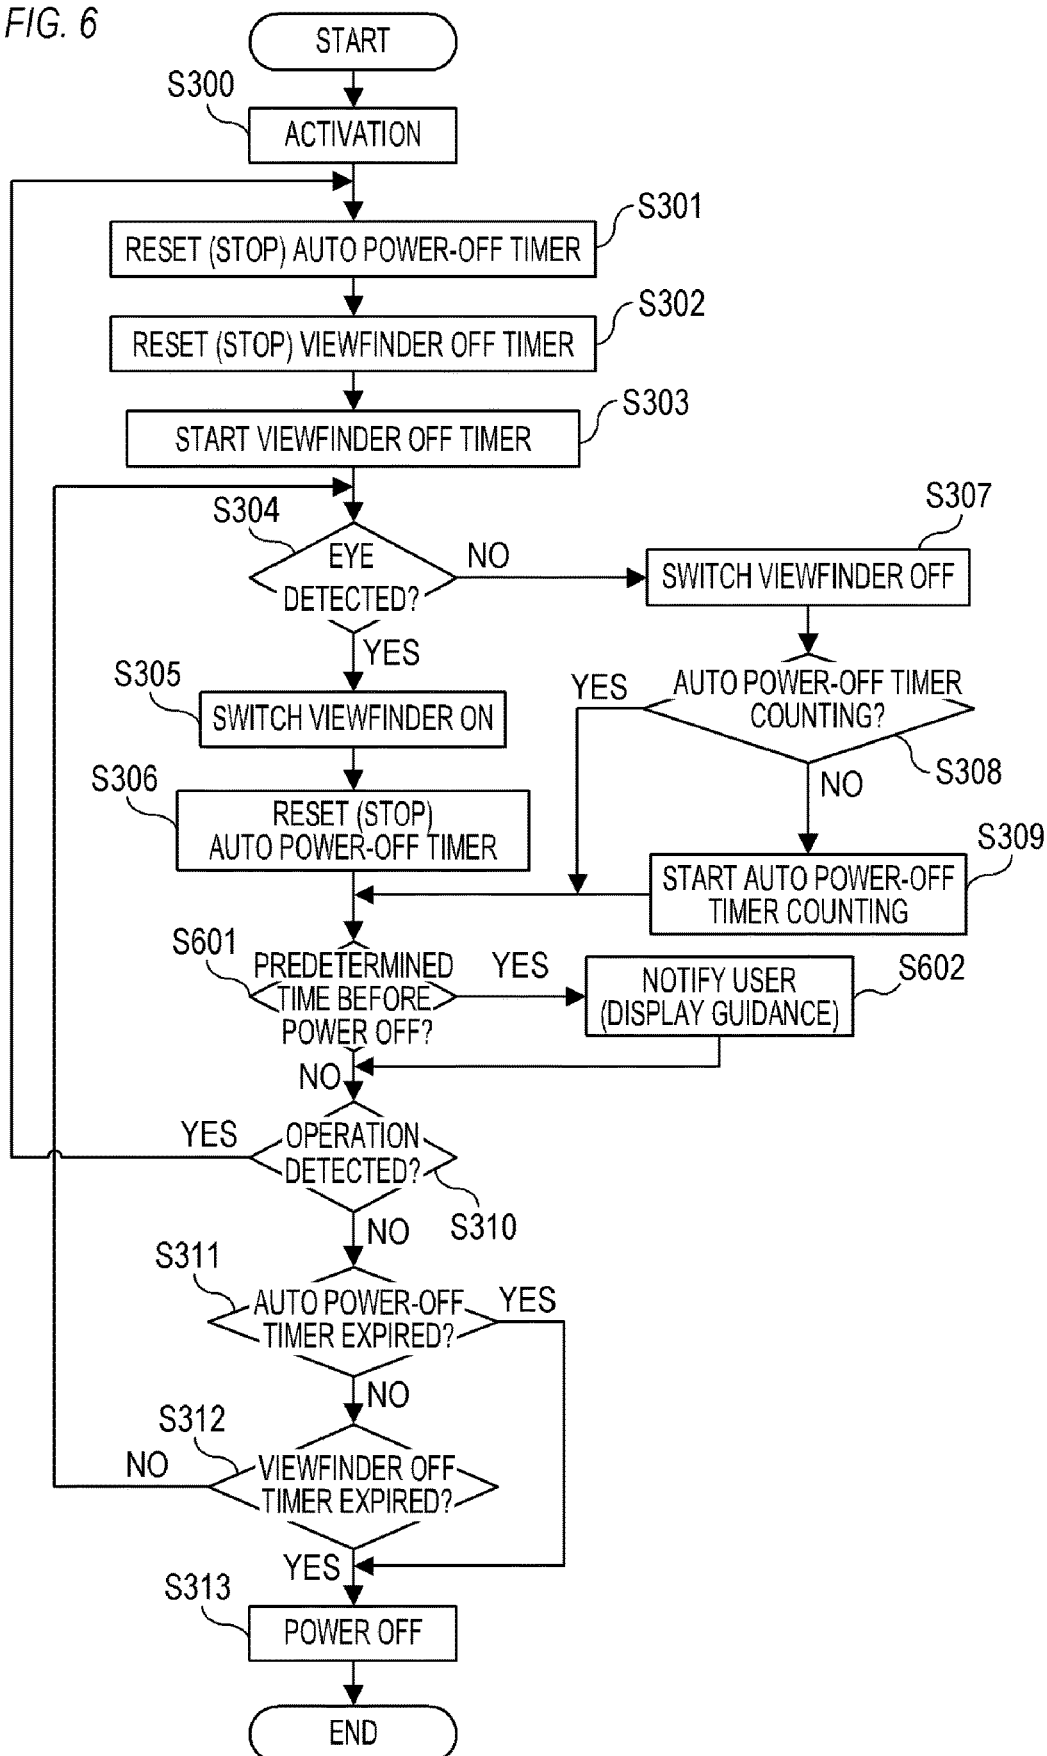 FIG. 6
START
S300
ACTIVATION
S301
RESET (STOP) AUTO POWER-OFF TIMER
S302
RESET (STOP) VIEWFINDER OFF TIMER
S303
START VIEWFINDER OFF TIMER
S304
EYE
DETECTED?
NO
YES
S307
SWITCH VIEWFINDER OFF
S305
SWITCH VIEWFINDER ON
YES
AUTO POWER-OFF TIMER
COUNTING?
S308
NO
S306
RESET (STOP)
AUTO POWER-OFF TIMER
S309
START AUTO POWER-OFF
TIMER COUNTING
S601
PREDETERMINED
TIME BEFORE
POWER OFF?
YES
NO
S602
NOTIFY USER
(DISPLAY GUIDANCE)
YES
OPERATION
DETECTED?
S310
NO
S311
AUTO POWER-OFF
TIMER EXPIRED?
YES
NO
S312
NO
VIEWFINDER OFF
TIMER EXPIRED?
YES
S313
POWER OFF
END